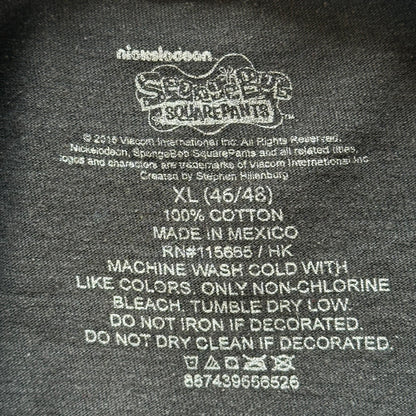 nickelodeon
SpongeBob
SQUAREPANTS
TM
© 2016 Viacom International Inc. All Rights Reserved.
Nickelodeon, SpongeBob SquarePants and all related titles,
logos and characters are trademarks of Viacom International Inc.
Created by Stephen Hillenburg
XL (46/48)
100% COTTON
MADE IN MEXICO
RN#115665 / HK
MACHINE WASH COLD WITH
LIKE COLORS, ONLY NON-CHLORINE
BLEACH. TUMBLE DRY LOW.
DO NOT IRON IF DECORATED.
DO NOT DRY CLEAN IF DECORATED.
867439656526